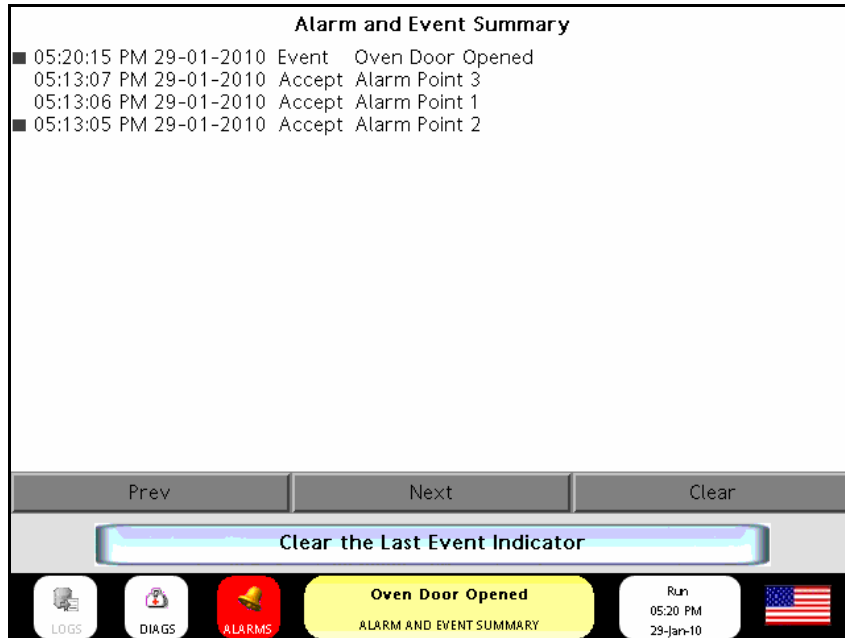 Alarm and Event Summary
05:20:15 PM 29-01-2010 Event Oven Door Opened
05:13:07 PM 29-01-2010 Accept Alarm Point 3
05:13:06 PM 29-01-2010 Accept Alarm Point 1
05:13:05 PM 29-01-2010 Accept Alarm Point 2
Prev Next Clear
Clear the Last Event Indicator
LOGS DIAGS ALARMS
Oven Door Opened
ALARM AND EVENT SUMMARY
Run
05:20 PM
29-Jan-10